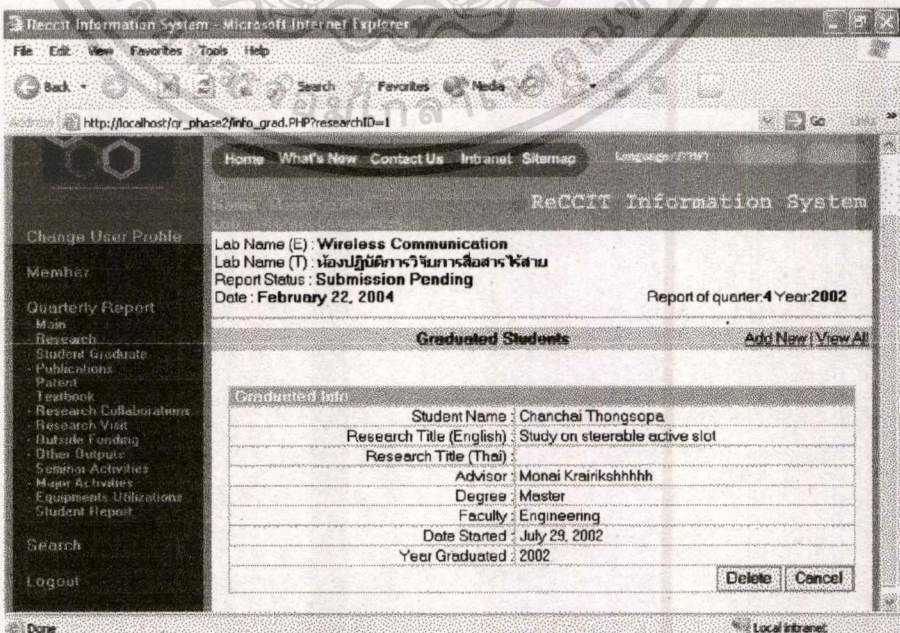 Reccit Information System - Microsoft Internet Explorer
File Edit View Favorites Tools Help
Back Search Favorites Media
http://localhost/qr_phase2/info_grad.PHP?researchID=1 Go
Home What's New Contact Us Intranet Sitemap
ReCCIT Information System
Change User Profile
Member
Quarterly Report
- Main
- Research
- Student Graduate
- Publications
- Patent
- Textbook
- Research Collaborations
- Research Visit
- Outside Funding
- Other Outputs
- Seminar Activities
- Major Activities
- Equipments Utilizations
- Student Report
Search
Logout
Lab Name (E) : Wireless Communication
Lab Name (T) : ห้องปฏิบัติการวิจัยการสื่อสารไร้สาย
Report Status : Submission Pending
Date : February 22, 2004 Report of quarter:4 Year:2002
Graduated Students Add New | View All
Graduated Info
Student Name : Chanchai Thongsopa
Research Title (English) : Study on steerable active slot
Research Title (Thai) :
Advisor : Monai Krairikshhhhh
Degree : Master
Faculty : Engineering
Date Started : July 29, 2002
Year Graduated : 2002
Delete Cancel
Done Local intranet